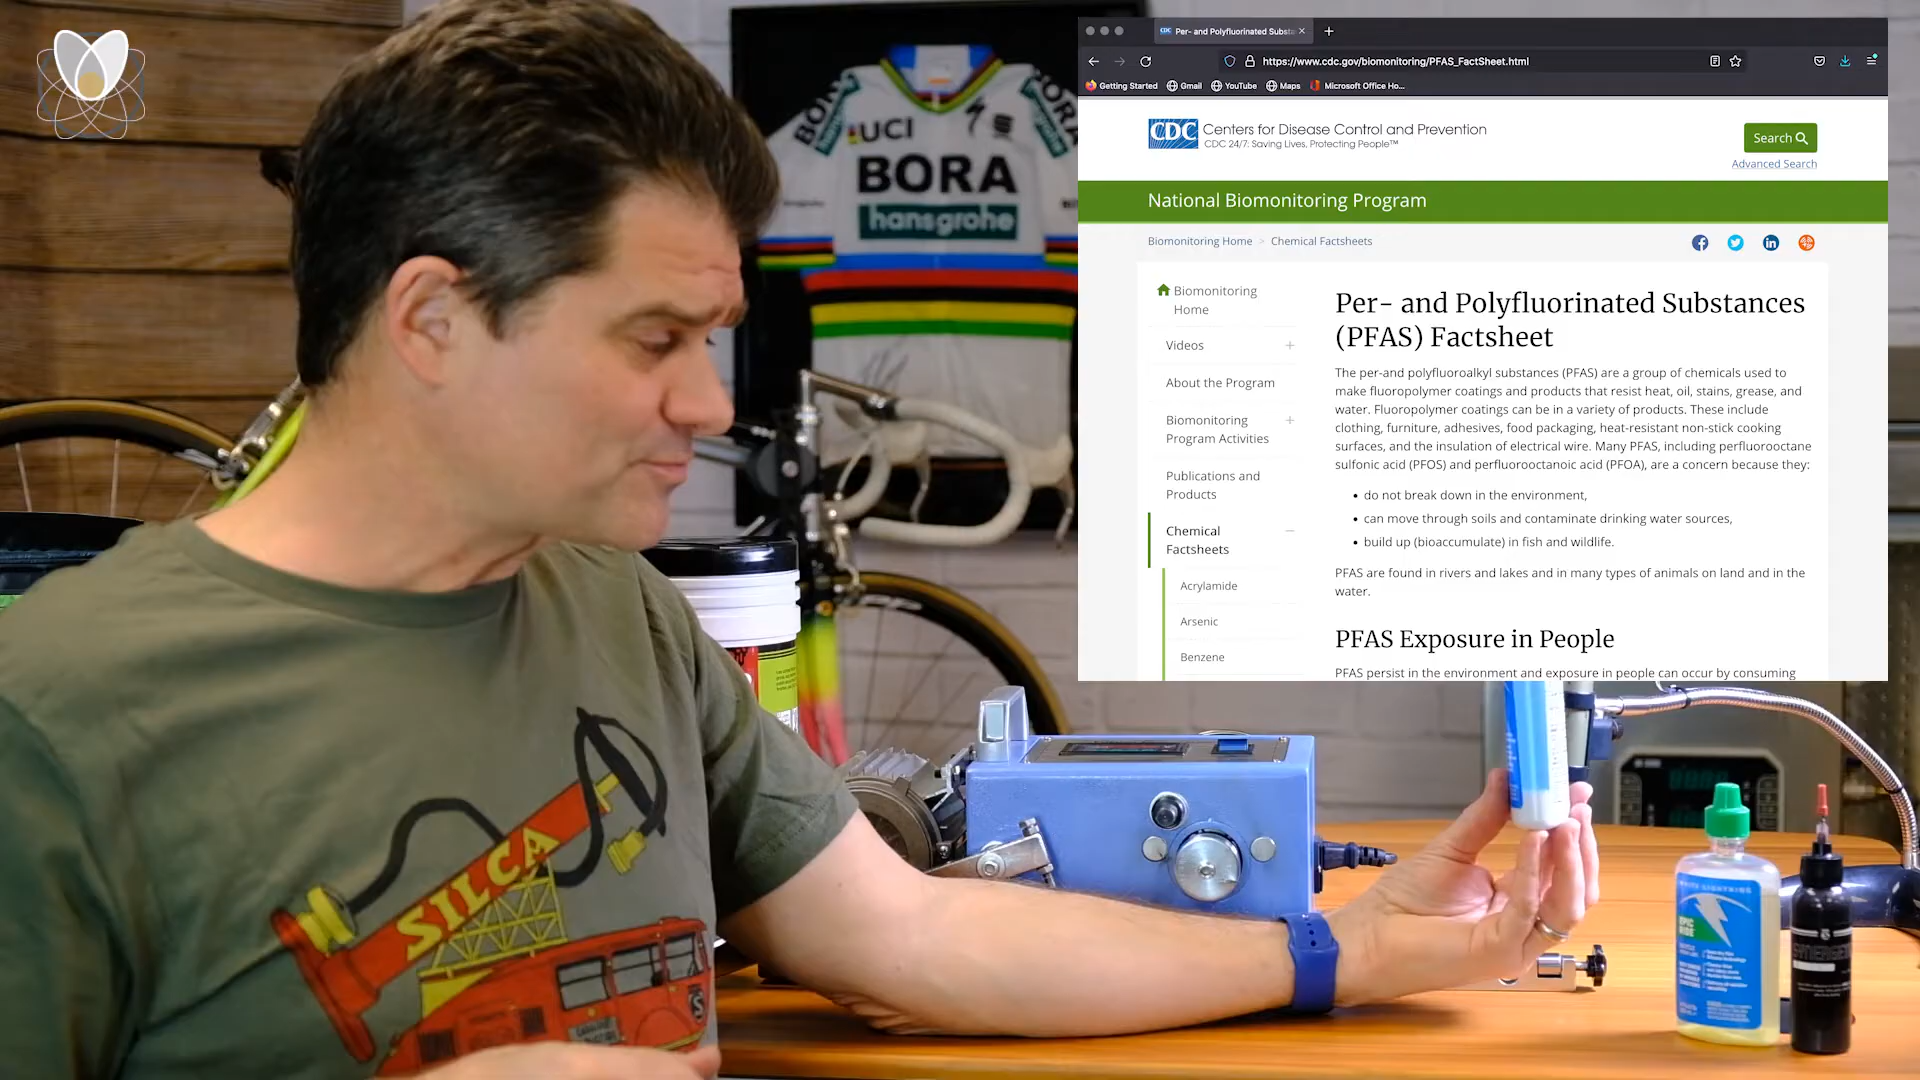 Per- and Polyfluorinated Subst
https://www.cdc.gov/biomonitoring/PFAS_FactSheet.html
Getting Started Gmail YouTube Maps Microsoft Office Ho...
CDC Centers for Disease Control and Prevention
CDC 24/7: Saving Lives. Protecting People™
Search
Advanced Search
National Biomonitoring Program
Biomonitoring Home > Chemical Factsheets
Biomonitoring
Home
Videos
About the Program
Biomonitoring
Program Activities
Publications and
Products
Chemical
Factsheets
Acrylamide
Arsenic
Benzene
Per- and Polyfluorinated Substances
(PFAS) Factsheet
The per-and polyfluoroalkyl substances (PFAS) are a group of chemicals used to
make fluoropolymer coatings and products that resist heat, oil, stains, grease, and
water. Fluoropolymer coatings can be in a variety of products. These include
clothing, furniture, adhesives, food packaging, heat-resistant non-stick cooking
surfaces, and the insulation of electrical wire. Many PFAS, including perfluorooctane
sulfonic acid (PFOS) and perfluorooctanoic acid (PFOA), are a concern because they:
• do not break down in the environment,
• can move through soils and contaminate drinking water sources,
• build up (bioaccumulate) in fish and wildlife.
PFAS are found in rivers and lakes and in many types of animals on land and in the
water.
PFAS Exposure in People
PFAS persist in the environment and exposure in people can occur by consuming
UCI
BORA
hansgrohe
SILCA
WHITE LIGHTNING
EPIC
RIDE